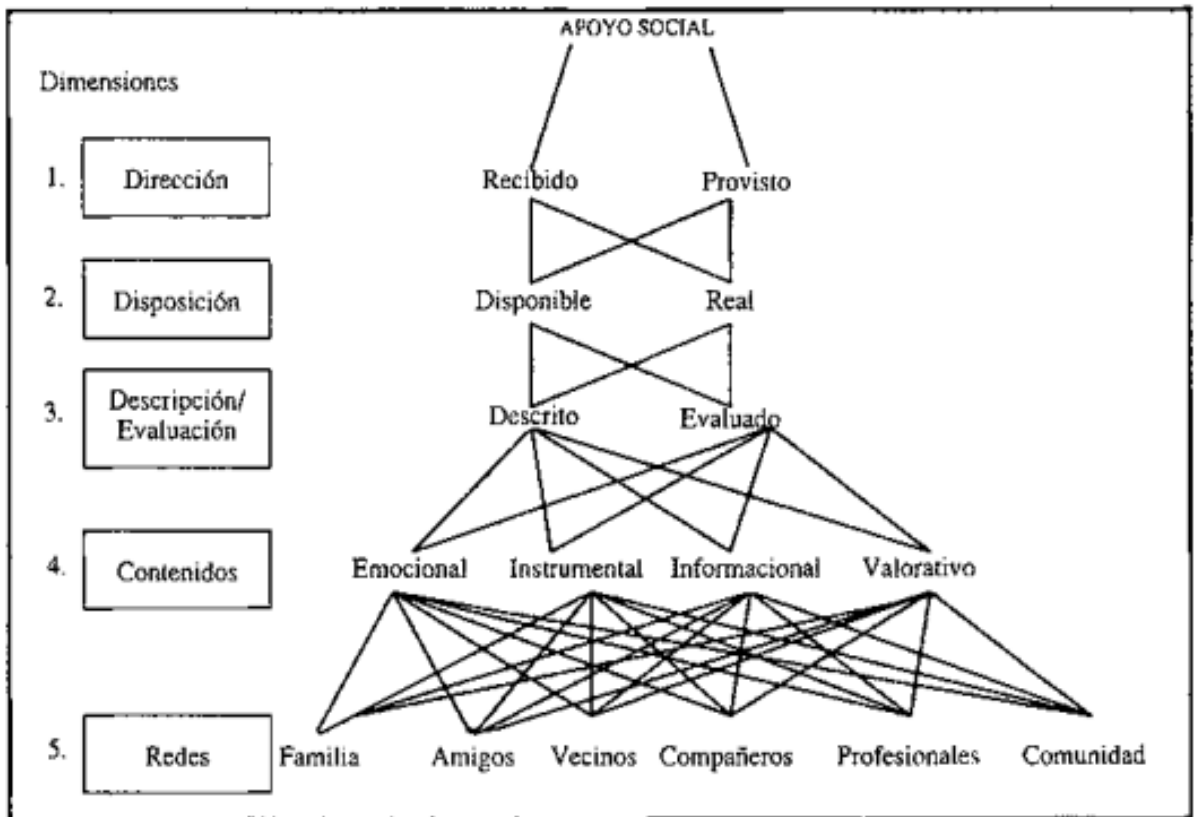 APOYO SOCIAL
Dimensiones
1. Dirección Recibido Provisto
2. Disposición Disponible Real
3. Descripción/
Evaluación Descrito Evaluado
4. Contenidos Emocional Instrumental Informacional Valorativo
5. Redes Familia Amigos Vecinos Compañeros Profesionales Comunidad